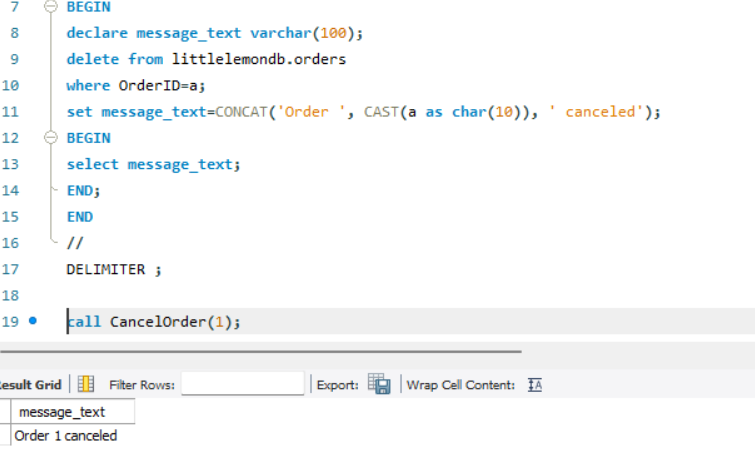 7 BEGIN
8 declare message_text varchar(100);
9 delete from littlelemondb.orders
10 where OrderID=a;
11 set message_text=CONCAT('Order ', CAST(a as char(10)), ' canceled');
12 BEGIN
13 select message_text;
14 END;
15 END
16 //
17 DELIMITER ;
18
19 call CancelOrder(1);
Result Grid Filter Rows: Export: Wrap Cell Content: IA
message_text
Order 1 canceled